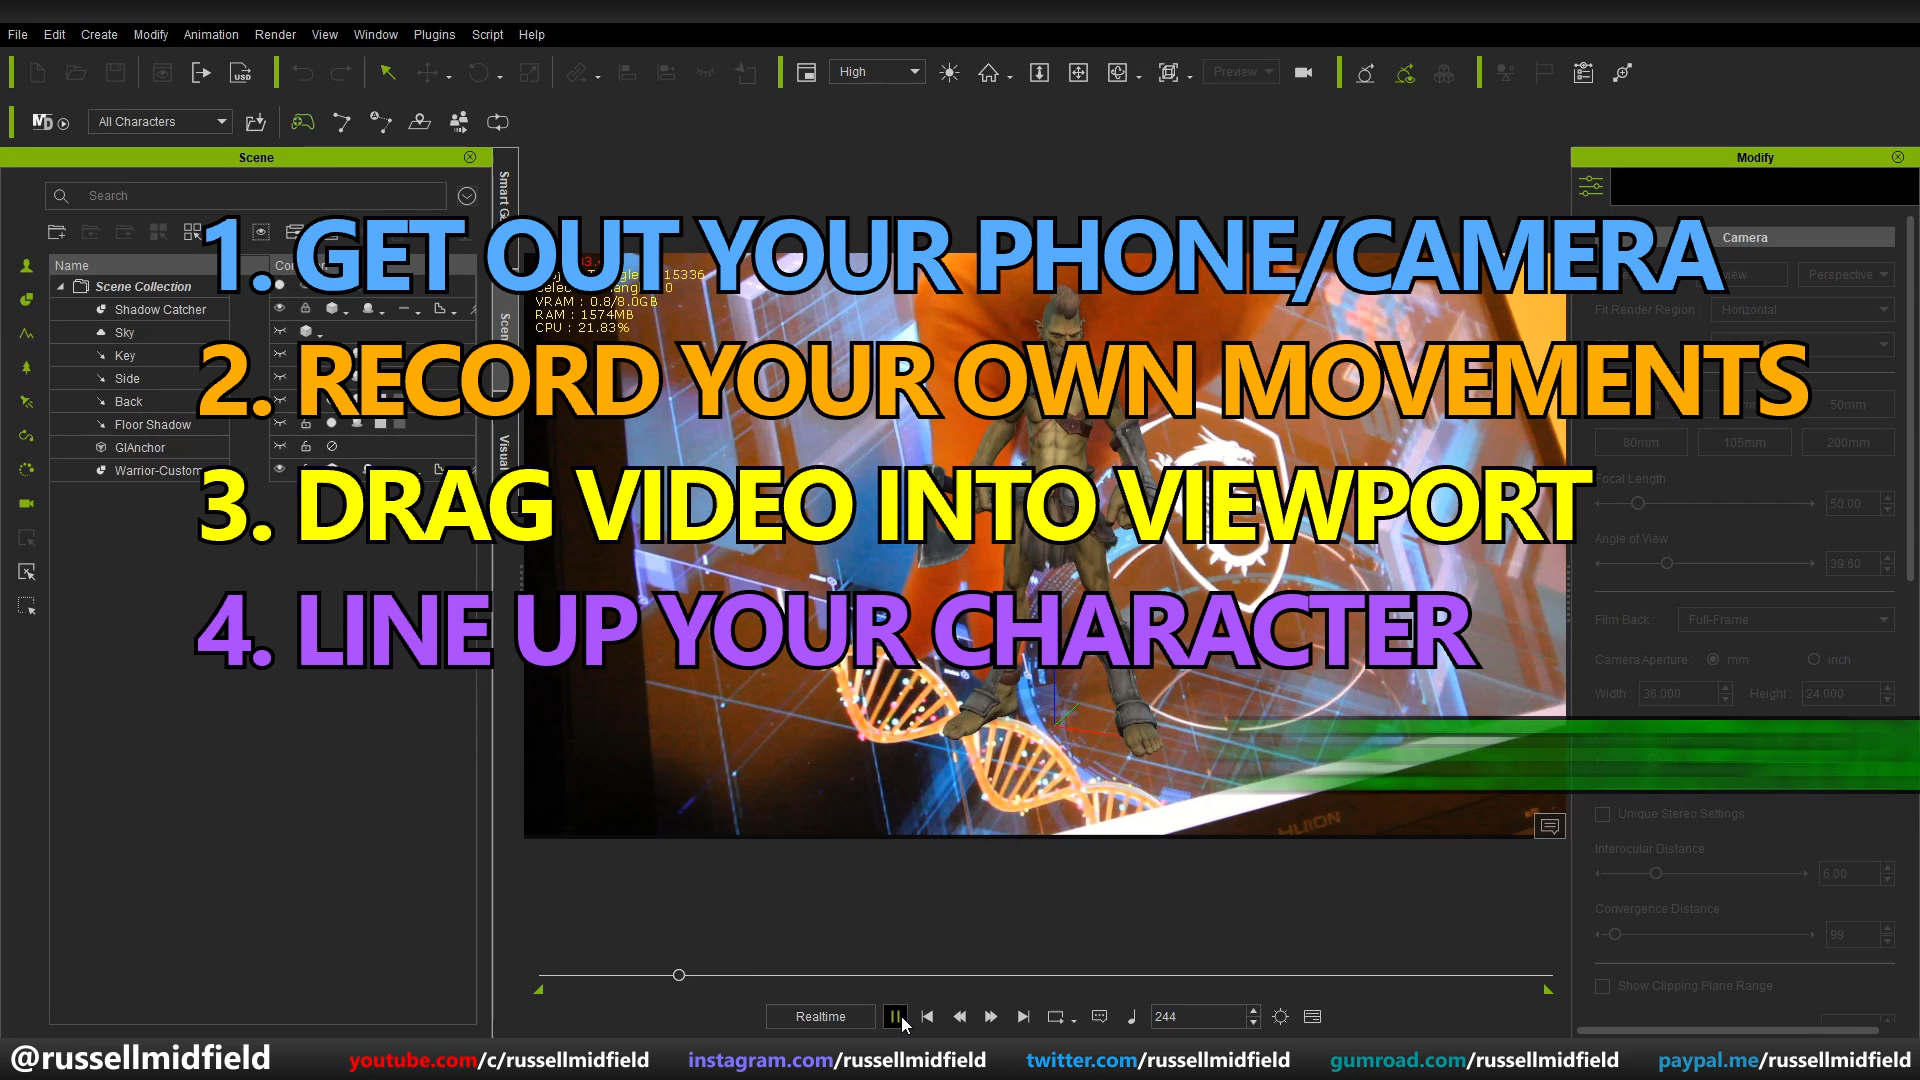 File Edit Create Modify Animation Render View Window Plugins Script Help
USD High Preview
MD All Characters
Scene Modify
Search
Smart G
1. GET OUT YOUR PHONE/CAMERA
Camera
Name
Scene Collection
15336
Perspective
VRAM : 0.8/8.0GB
RAM : 1574MB
CPU : 21.83%
Shadow Catcher
Fit Render Region : Horizontal
Sky
Key
Side
Back
Floor Shadow
GIAnchor
Warrior-Custom
Visual
2. RECORD YOUR OWN MOVEMENTS
50mm
80mm 105mm 200mm
3. DRAG VIDEO INTO VIEWPORT
Focal Length
50.00
Angle of View
39.60
4. LINE UP YOUR CHARACTER
Film Back : Full-Frame
Camera Aperture : mm inch
Width : 36.000 Height : 24.000
HUION
Unique Stereo Settings
Interocular Distance
6.00
Convergence Distance
99
Show Clipping Plane Range
Realtime 244
@russellmidfield youtube.com/c/russellmidfield instagram.com/russellmidfield twitter.com/russellmidfield gumroad.com/russellmidfield paypal.me/russellmidfield